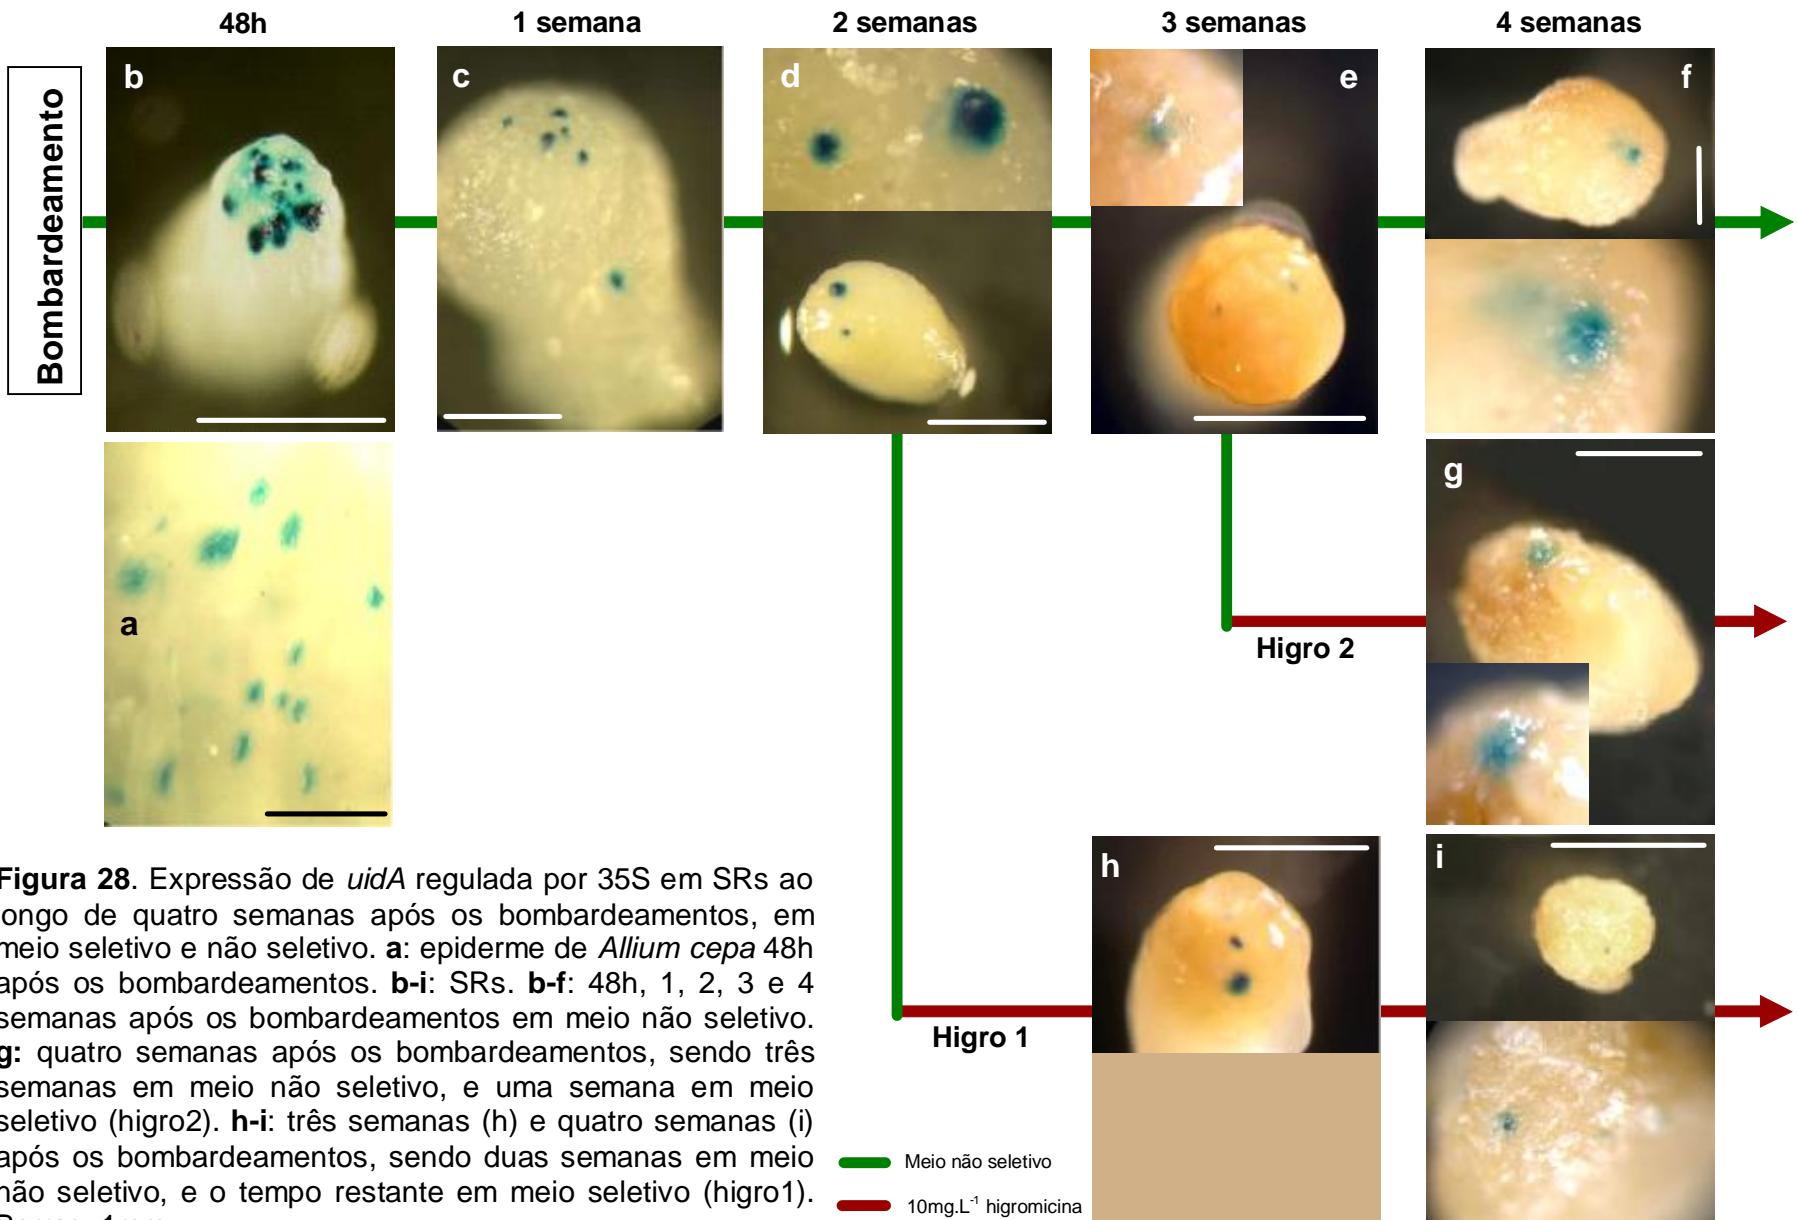 48h
1 semana
2 semanas
3 semanas
4 semanas
Bombardeamento
b
c
d
e
f
a
g
Higro 2
h
i
Higro 1
Figura 28. Expressão de uidA regulada por 35S em SRs ao
longo de quatro semanas após os bombardeamentos, em
meio seletivo e não seletivo. a: epiderme de Allium cepa 48h
após os bombardeamentos. b-i: SRs. b-f: 48h, 1, 2, 3 e 4
semanas após os bombardeamentos em meio não seletivo.
g: quatro semanas após os bombardeamentos, sendo três
semanas em meio não seletivo, e uma semana em meio
seletivo (higro2). h-i: três semanas (h) e quatro semanas (i)
após os bombardeamentos, sendo duas semanas em meio
não seletivo, e o tempo restante em meio seletivo (higro1).
Meio não seletivo
10mg.L⁻¹ higromicina